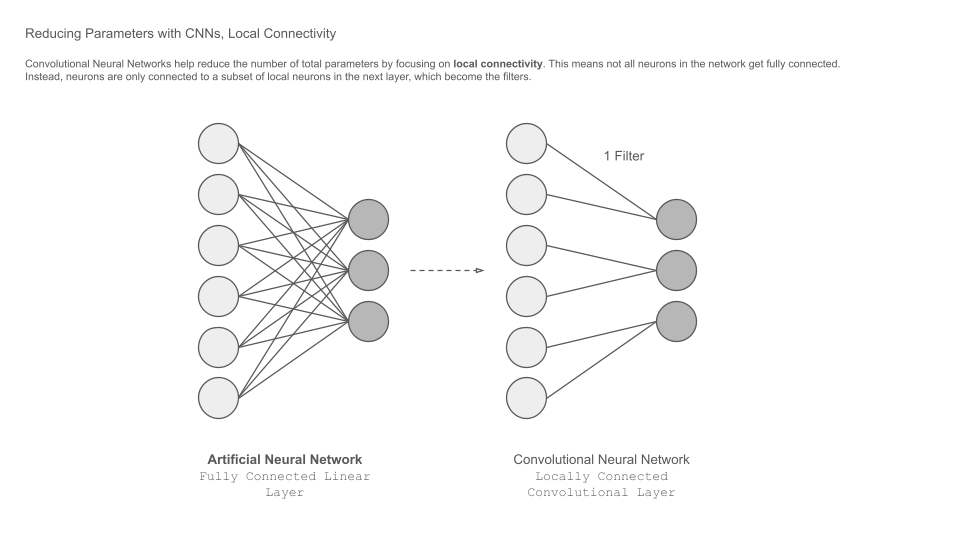 Reducing Parameters with CNNs, Local Connectivity
Convolutional Neural Networks help reduce the number of total parameters by focusing on local connectivity. This means not all neurons in the network get fully connected.
Instead, neurons are only connected to a subset of local neurons in the next layer, which become the filters.
1 Filter
Artificial Neural Network
Fully Connected Linear
Layer
Convolutional Neural Network
Locally Connected
Convolutional Layer